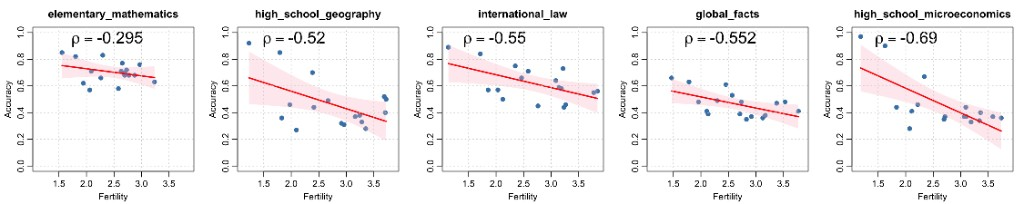 elementary_mathematics
ρ = -0.295
Accuracy
0.0 0.2 0.4 0.6 0.8 1.0
1.5 2.0 2.5 3.0 3.5
Fertility
high_school_geography
ρ = -0.52
Accuracy
0.0 0.2 0.4 0.6 0.8 1.0
1.5 2.0 2.5 3.0 3.5
Fertility
international_law
ρ = -0.55
Accuracy
0.0 0.2 0.4 0.6 0.8 1.0
1.5 2.0 2.5 3.0 3.5
Fertility
global_facts
ρ = -0.552
Accuracy
0.0 0.2 0.4 0.6 0.8 1.0
1.5 2.0 2.5 3.0 3.5
Fertility
high_school_microeconomics
ρ = -0.69
Accuracy
0.0 0.2 0.4 0.6 0.8 1.0
1.5 2.0 2.5 3.0 3.5
Fertility